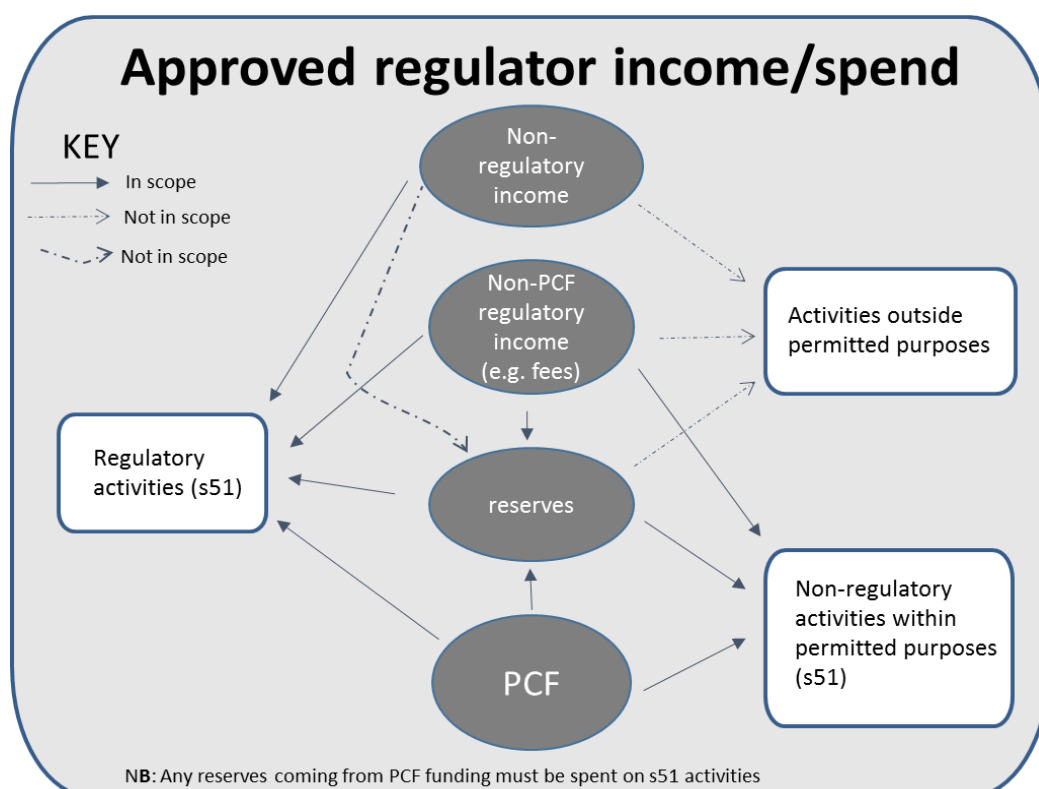 Approved regulator income/spend
KEY
In scope
Not in scope
Not in scope
Non-
regulatory
income
Non-PCF
regulatory
income
(e.g. fees)
Activities outside
permitted purposes
Regulatory
activities (s51)
reserves
Non-regulatory
activities within
permitted purposes
(s51)
PCF
NB: Any reserves coming from PCF funding must be spent on s51 activities